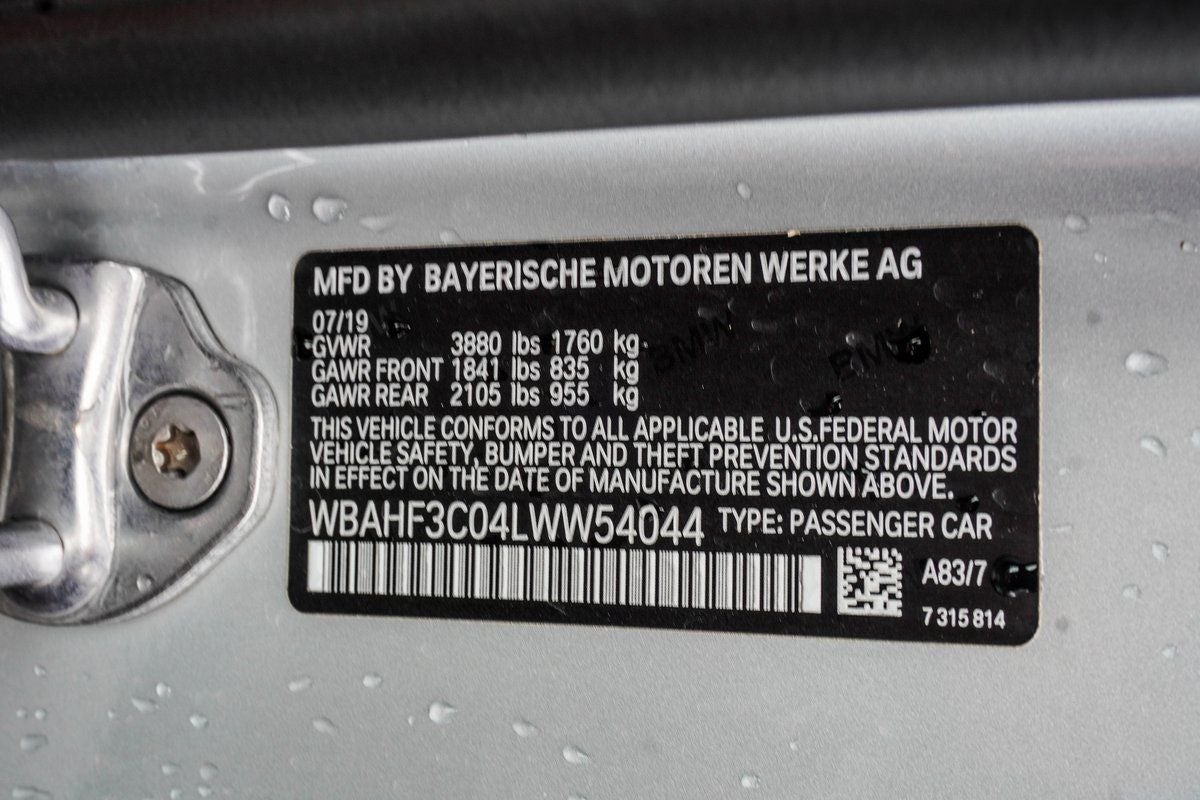 MFD BY BAYERISCHE MOTOREN WERKE AG
07/19
GVWR 3880 lbs 1760 kg
GAWR FRONT 1841 lbs 835 kg
GAWR REAR 2105 lbs 955 kg
THIS VEHICLE CONFORMS TO ALL APPLICABLE U.S.FEDERAL MOTOR
VEHICLE SAFETY, BUMPER AND THEFT PREVENTION STANDARDS
IN EFFECT ON THE DATE OF MANUFACTURE SHOWN ABOVE.
WBAHF3C04LWW54044 TYPE: PASSENGER CAR
A83/7
7 315 814
BMW
BMW